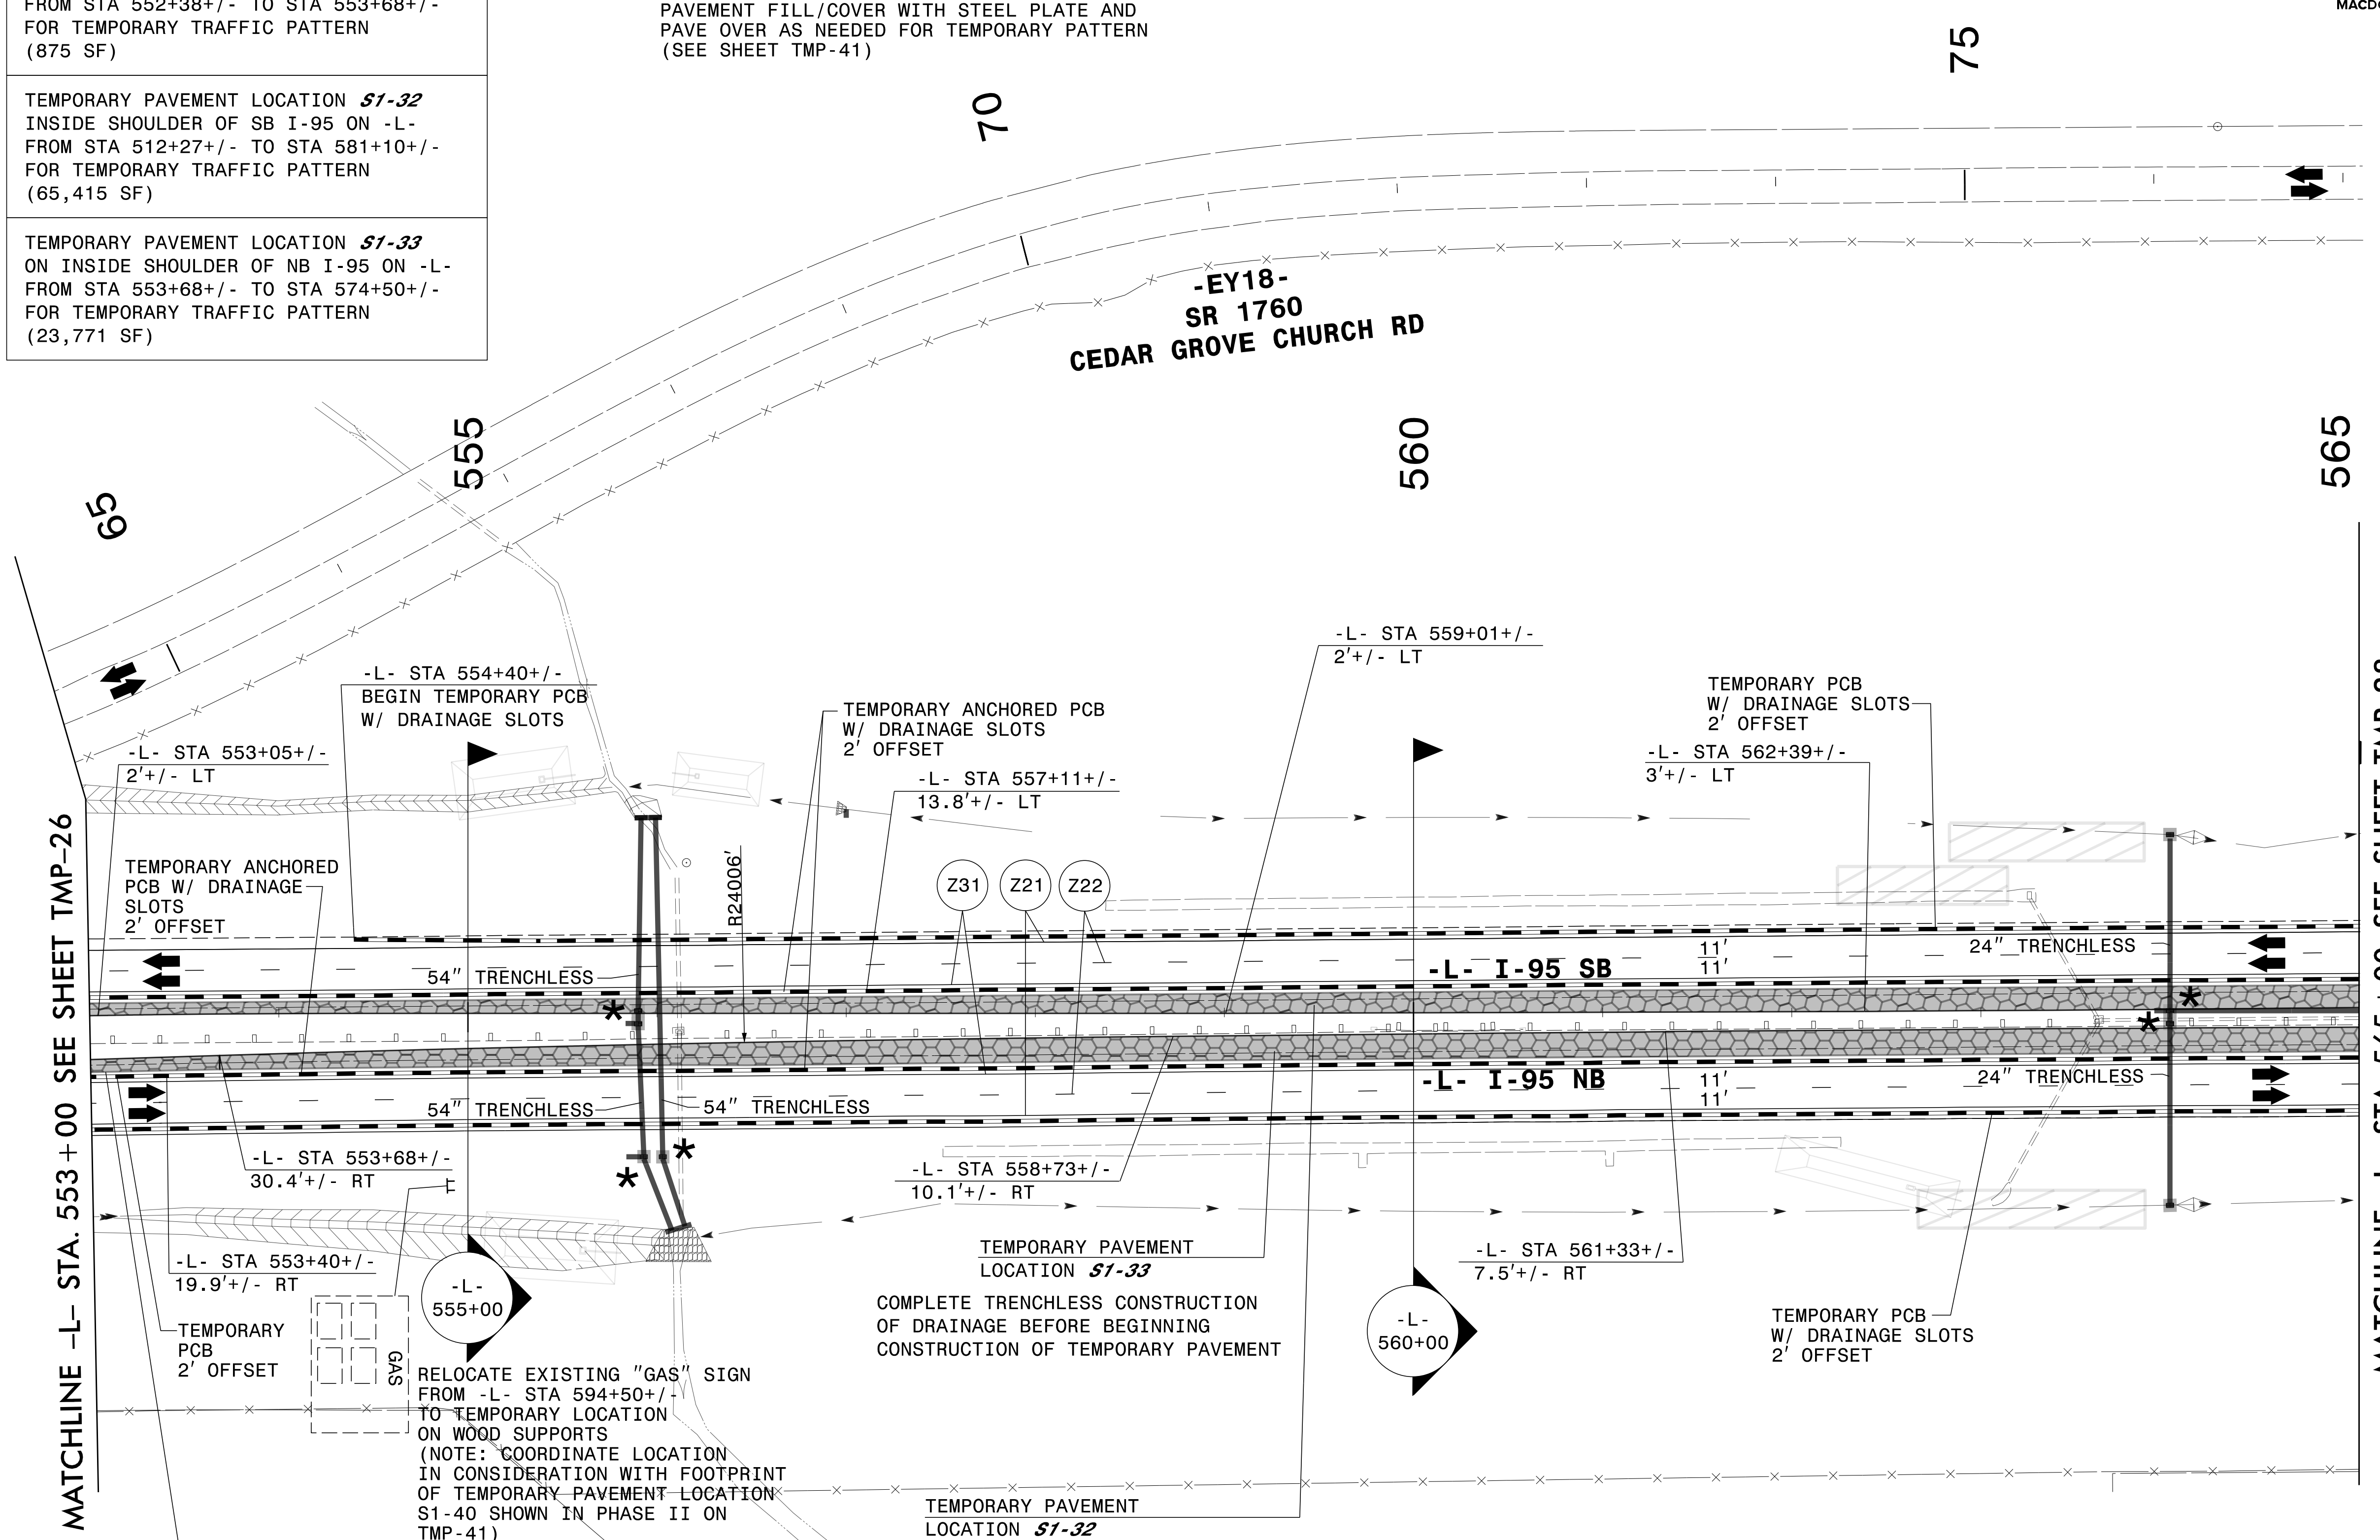 FROM STA 552+38+/- TO STA 553+68+/-
FOR TEMPORARY TRAFFIC PATTERN
(875 SF)
TEMPORARY PAVEMENT LOCATION S1-32
INSIDE SHOULDER OF SB I-95 ON -L-
FROM STA 512+27+/- TO STA 581+10+/-
FOR TEMPORARY TRAFFIC PATTERN
(65,415 SF)
TEMPORARY PAVEMENT LOCATION S1-33
ON INSIDE SHOULDER OF NB I-95 ON -L-
FROM STA 553+68+/- TO STA 574+50+/-
FOR TEMPORARY TRAFFIC PATTERN
(23,771 SF)
PAVEMENT FILL/COVER WITH STEEL PLATE AND
PAVE OVER AS NEEDED FOR TEMPORARY PATTERN
(SEE SHEET TMP-41)
65
70
75
-EY18-
SR 1760
CEDAR GROVE CHURCH RD
555
560
565
MATCHLINE -L- STA. 553+00 SEE SHEET TMP-26
-L- STA 554+40+/-
BEGIN TEMPORARY PCB
W/ DRAINAGE SLOTS
-L- STA 553+05+/-
2'+/- LT
TEMPORARY ANCHORED
PCB W/ DRAINAGE
SLOTS
2' OFFSET
TEMPORARY ANCHORED PCB
W/ DRAINAGE SLOTS
2' OFFSET
-L- STA 557+11+/-
13.8'+/- LT
-L- STA 559+01+/-
2'+/- LT
TEMPORARY PCB
W/ DRAINAGE SLOTS
2' OFFSET
-L- STA 562+39+/-
3'+/- LT
R24006'
Z31
Z21
Z22
54" TRENCHLESS
-L- I-95 SB
11'
11'
24" TRENCHLESS
*
*
*
-L- I-95 NB
11'
11'
24" TRENCHLESS
54" TRENCHLESS
54" TRENCHLESS
*
*
-L- STA 553+68+/-
30.4'+/- RT
-L- STA 558+73+/-
10.1'+/- RT
-L- STA 553+40+/-
19.9'+/- RT
-L-
555+00
TEMPORARY PAVEMENT
LOCATION S1-33
-L- STA 561+33+/-
7.5'+/- RT
COMPLETE TRENCHLESS CONSTRUCTION
OF DRAINAGE BEFORE BEGINNING
CONSTRUCTION OF TEMPORARY PAVEMENT
-L-
560+00
TEMPORARY PCB
W/ DRAINAGE SLOTS
2' OFFSET
TEMPORARY
PCB
2' OFFSET
GAS
RELOCATE EXISTING "GAS" SIGN
FROM -L- STA 594+50+/-
TO TEMPORARY LOCATION
ON WOOD SUPPORTS
(NOTE: COORDINATE LOCATION
IN CONSIDERATION WITH FOOTPRINT
OF TEMPORARY PAVEMENT LOCATION
S1-40 SHOWN IN PHASE II ON
TMP-41)
TEMPORARY PAVEMENT
LOCATION S1-32